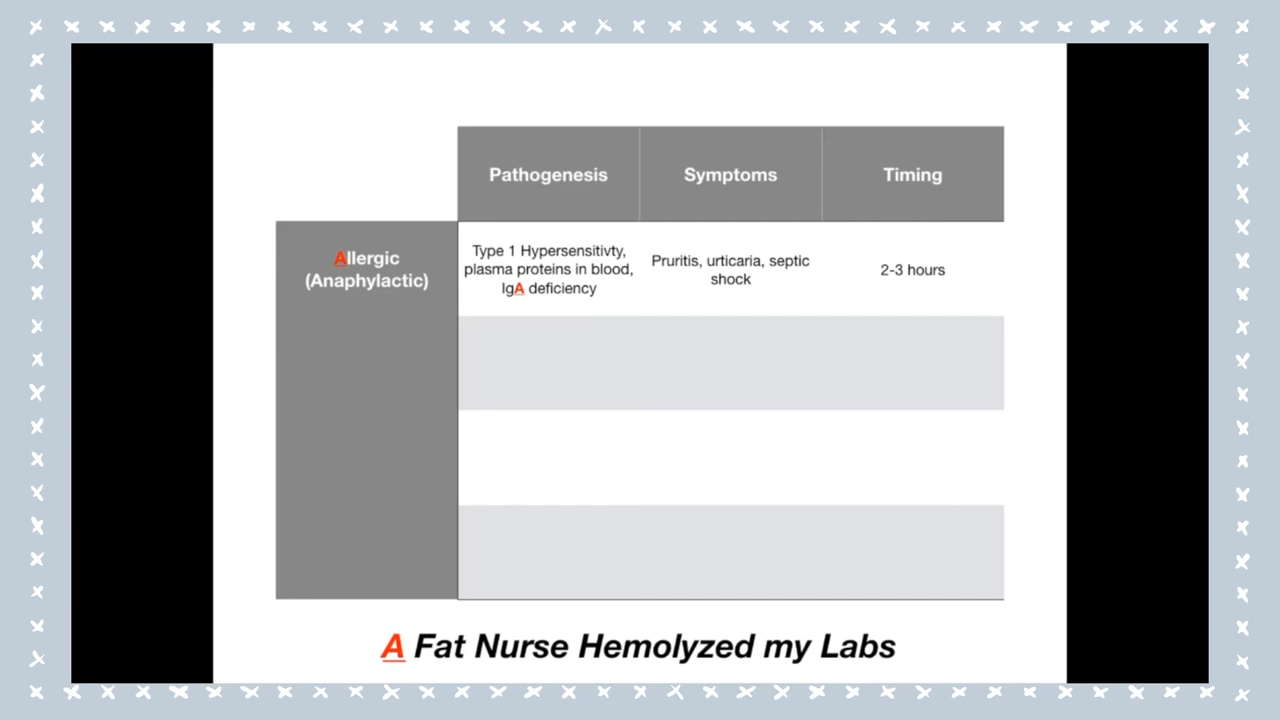 Pathogenesis Symptoms Timing
Allergic
(Anaphylactic)
Type 1 Hypersensitivty,
plasma proteins in blood,
IgA deficiency
Pruritis, urticaria, septic
shock
2-3 hours
A Fat Nurse Hemolyzed my Labs